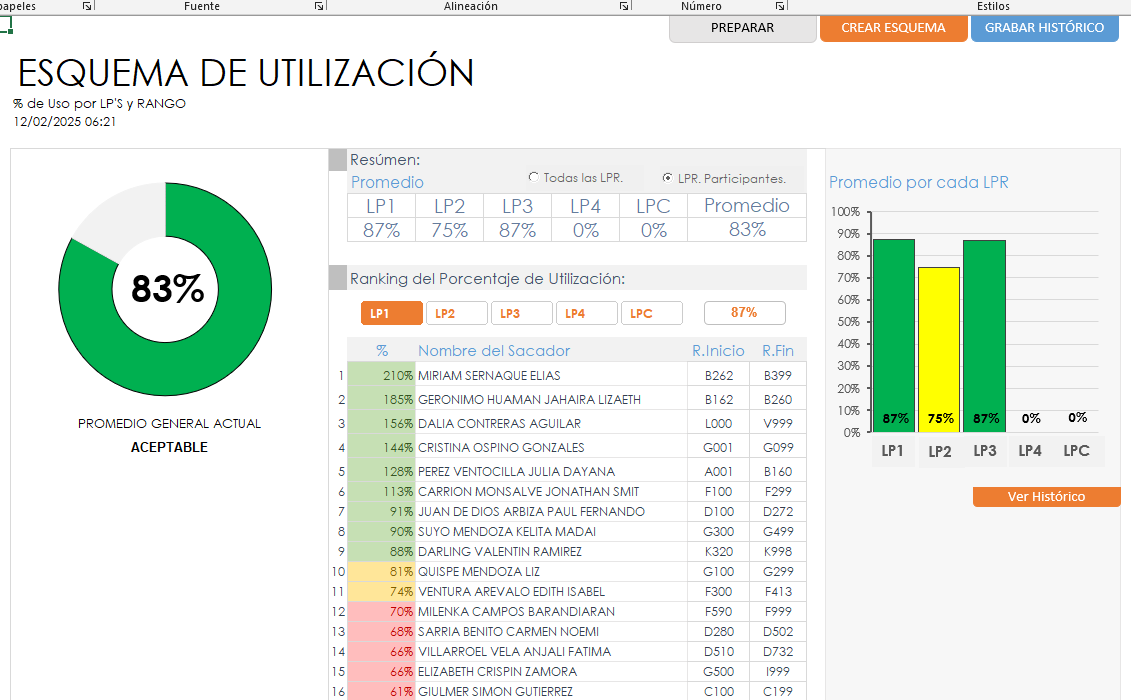 papeles Fuente Alineación Número Estilos
PREPARAR CREAR ESQUEMA GRABAR HISTÓRICO
ESQUEMA DE UTILIZACIÓN
% de Uso por LP'S y RANGO
12/02/2025 06:21
83%
PROMEDIO GENERAL ACTUAL
ACEPTABLE
Resúmen:
Promedio Todas las LPR. LPR. Participantes.
LP1 LP2 LP3 LP4 LPC Promedio
87% 75% 87% 0% 0% 83%
Ranking del Porcentaje de Utilización:
LP1 LP2 LP3 LP4 LPC 87%
% Nombre del Sacador R.Inicio R.Fin
1 210% MIRIAM SERNAQUE ELIAS B262 B399
2 185% GERONIMO HUAMAN JAHAIRA LIZAETH B162 B260
3 156% DALIA CONTRERAS AGUILAR L000 V999
4 144% CRISTINA OSPINO GONZALES G001 G099
5 128% PEREZ VENTOCILLA JULIA DAYANA A001 B160
6 113% CARRION MONSALVE JONATHAN SMIT F100 F299
7 91% JUAN DE DIOS ARBIZA PAUL FERNANDO D100 D272
8 90% SUYO MENDOZA KELITA MADAI G300 G499
9 88% DARLING VALENTIN RAMIREZ K320 K998
10 81% QUISPE MENDOZA LIZ G100 G299
11 74% VENTURA AREVALO EDITH ISABEL F300 F413
12 70% MILENKA CAMPOS BARANDIARAN F590 F999
13 68% SARRIA BENITO CARMEN NOEMI D280 D502
14 66% VILLARROEL VELA ANJALI FATIMA D510 D732
15 66% ELIZABETH CRISPIN ZAMORA G500 I999
16 61% GIULMER SIMON GUTIERREZ C100 C199
Promedio por cada LPR
100%
90%
80%
70%
60%
50%
40%
30%
20%
10%
0%
87% 75% 87% 0% 0%
LP1 LP2 LP3 LP4 LPC
Ver Histórico